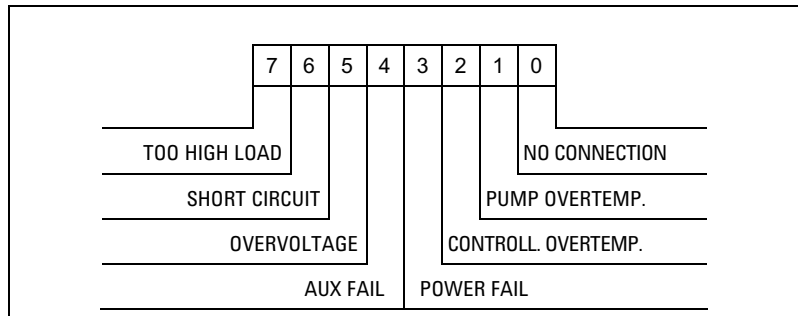 7 6 5 4 3 2 1 0
TOO HIGH LOAD NO CONNECTION
SHORT CIRCUIT PUMP OVERTEMP.
OVERVOLTAGE CONTROLL. OVERTEMP.
AUX FAIL POWER FAIL